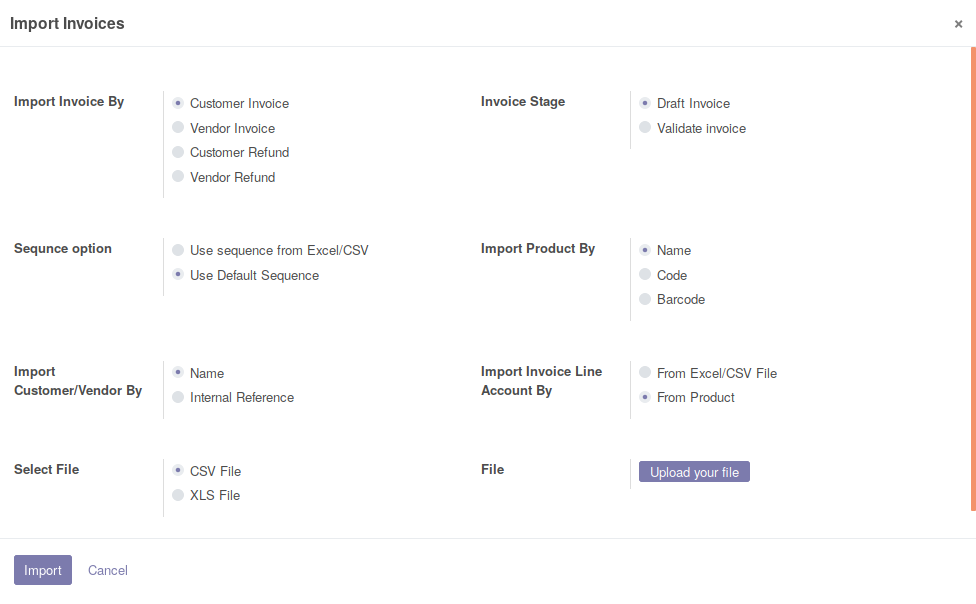 Import Invoices
×
Import Invoice By
Customer Invoice
Vendor Invoice
Customer Refund
Vendor Refund
Invoice Stage
Draft Invoice
Validate invoice
Sequnce option
Use sequence from Excel/CSV
Use Default Sequence
Import Product By
Name
Code
Barcode
Import
Customer/Vendor By
Name
Internal Reference
Import Invoice Line
Account By
From Excel/CSV File
From Product
Select File
CSV File
XLS File
File
Upload your file
Import
Cancel